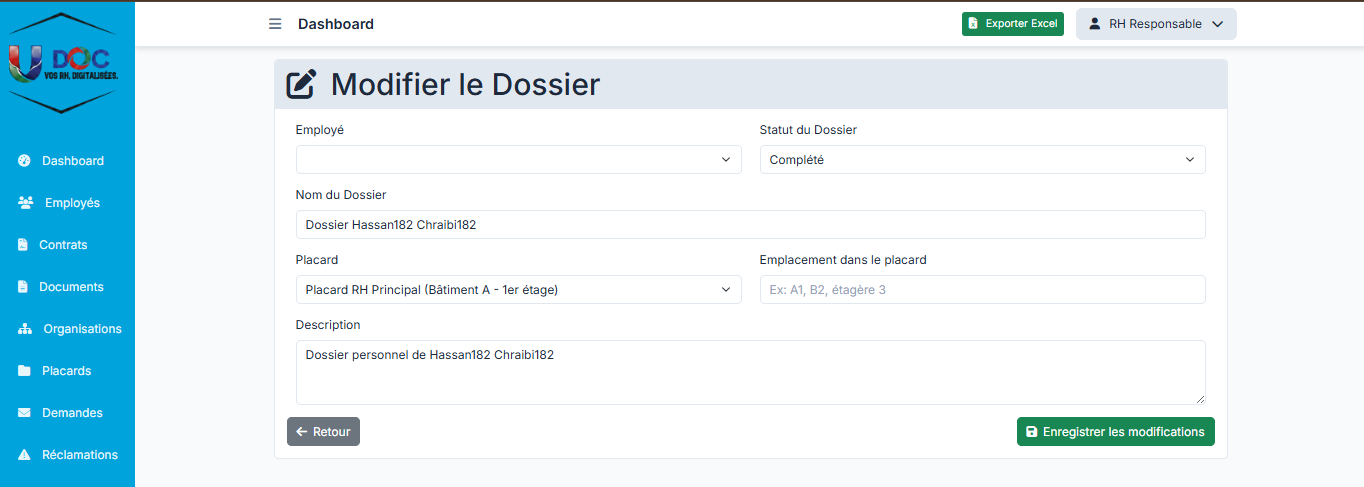 U DOC
VOS RH, DIGITALISÉES.
Dashboard
Employés
Contrats
Documents
Organisations
Placards
Demandes
Réclamations
Dashboard
Exporter Excel
RH Responsable
Modifier le Dossier
Employé
Statut du Dossier
Complété
Nom du Dossier
Dossier Hassan182 Chraibi182
Placard
Emplacement dans le placard
Placard RH Principal (Bâtiment A - 1er étage)
Ex: A1, B2, étagère 3
Description
Dossier personnel de Hassan182 Chraibi182
Retour
Enregistrer les modifications